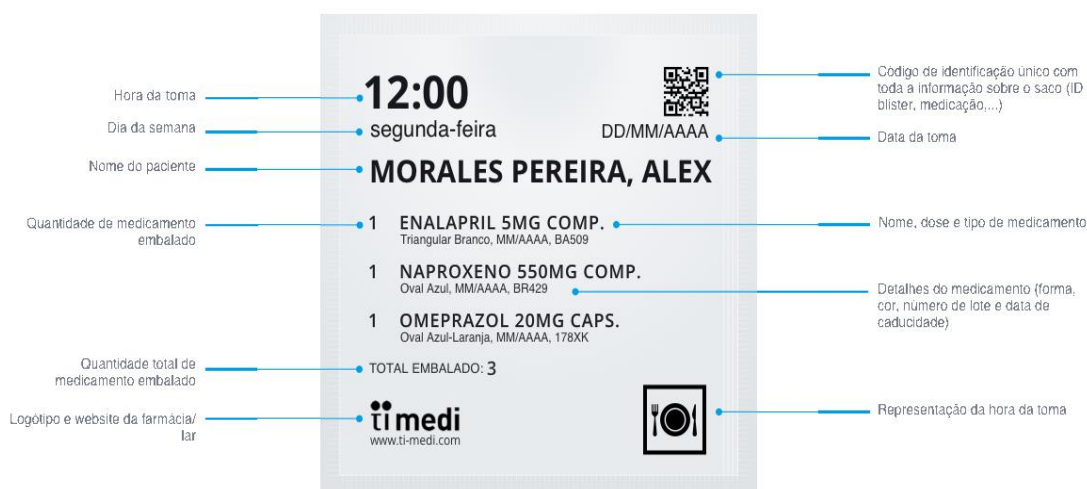 Hora da toma
Dia da semana
Nome do paciente
Quantidade de medicamento
embalado
Quantidade total de
medicamento embalado
Logótipo e website da farmácia/
lar
12:00
segunda-feira
DD/MM/AAAA
MORALES PEREIRA, ALEX
1 ENALAPRIL 5MG COMP.
Triangular Branco, MM/AAAA, BA509
1 NAPROXENO 550MG COMP.
Oval Azul, MM/AAAA, BR429
1 OMEPRAZOL 20MG CAPS.
Oval Azul-Laranja, MM/AAAA, 178XK
TOTAL EMBALADO: 3
ti medi
www.ti-medi.com
Código de identificação único com
toda a informação sobre o saco (ID
blister, medicação,...)
Data da toma
Nome, dose e tipo de medicamento
Detalhes do medicamento (forma,
cor, número de lote e data de
caducidade)
Representação da hora da toma